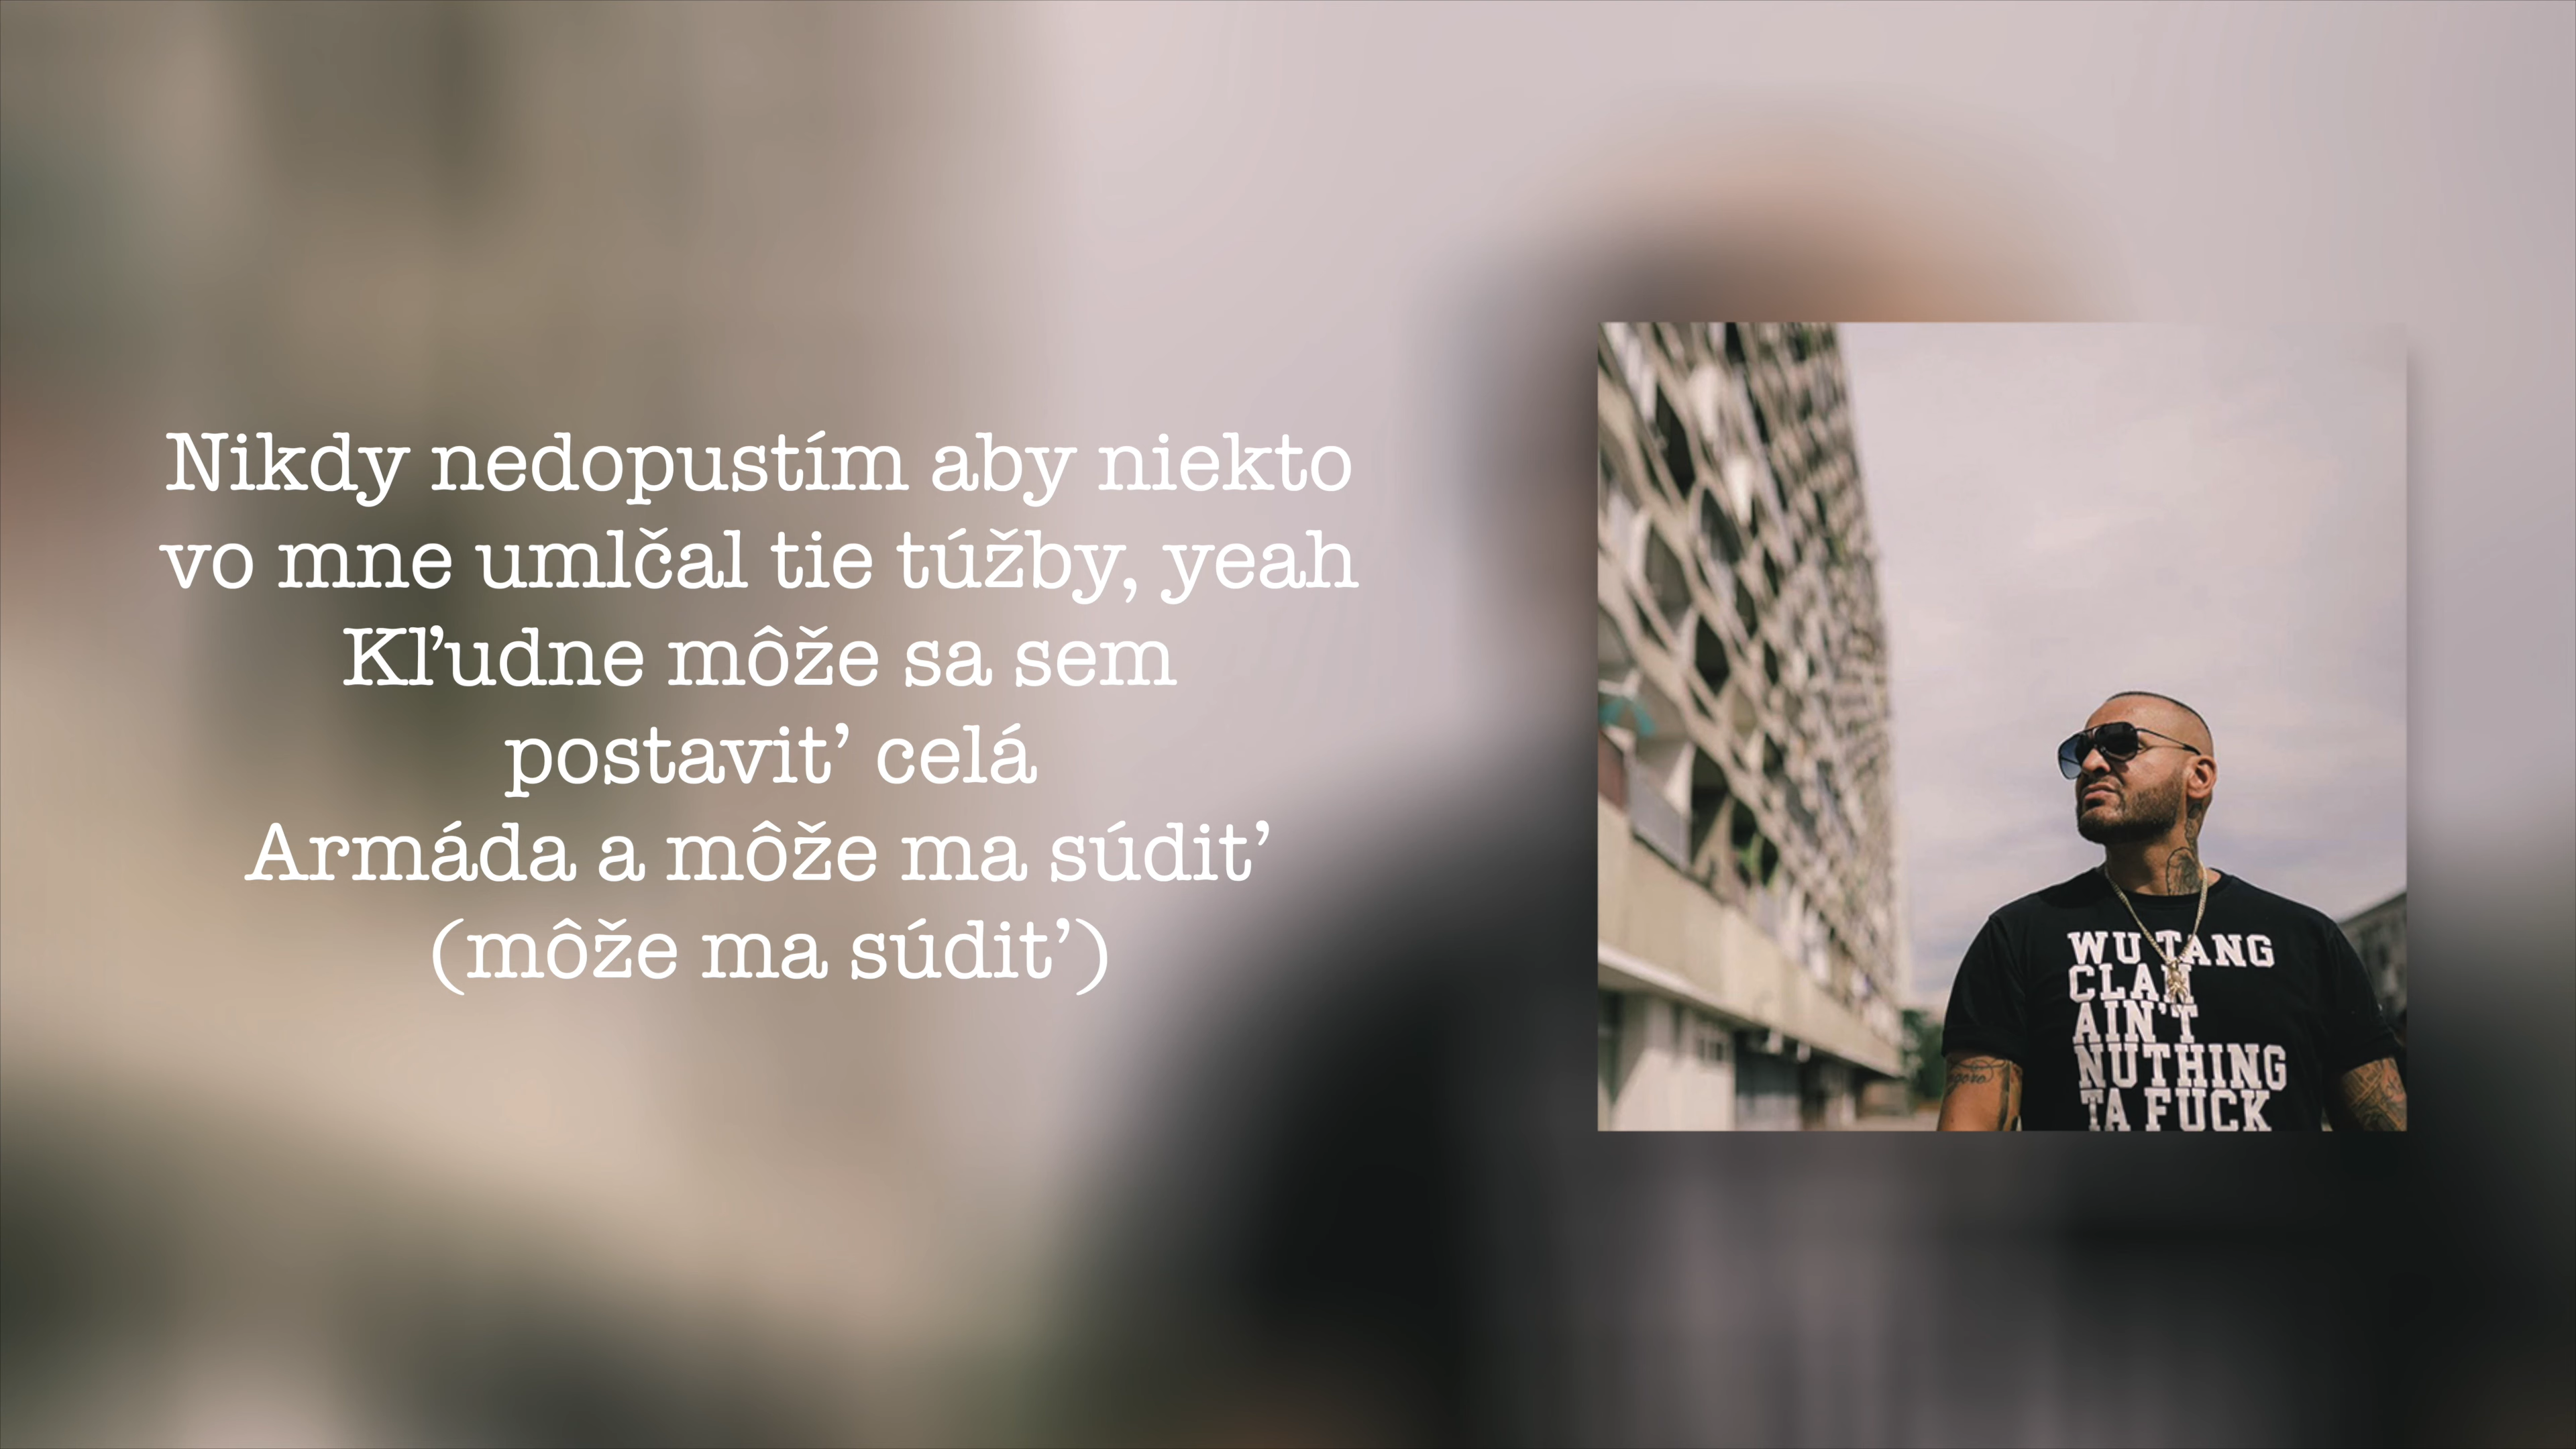 Nikdy nedopustím aby niekto
vo mne umlčal tie túžby, yeah
Kľudne môže sa sem
postaviť celá
Armáda a môže ma súdiť
(môže ma súdiť)
WU TANG
CLAN
AIN'T
NUTHING
TA FUCK